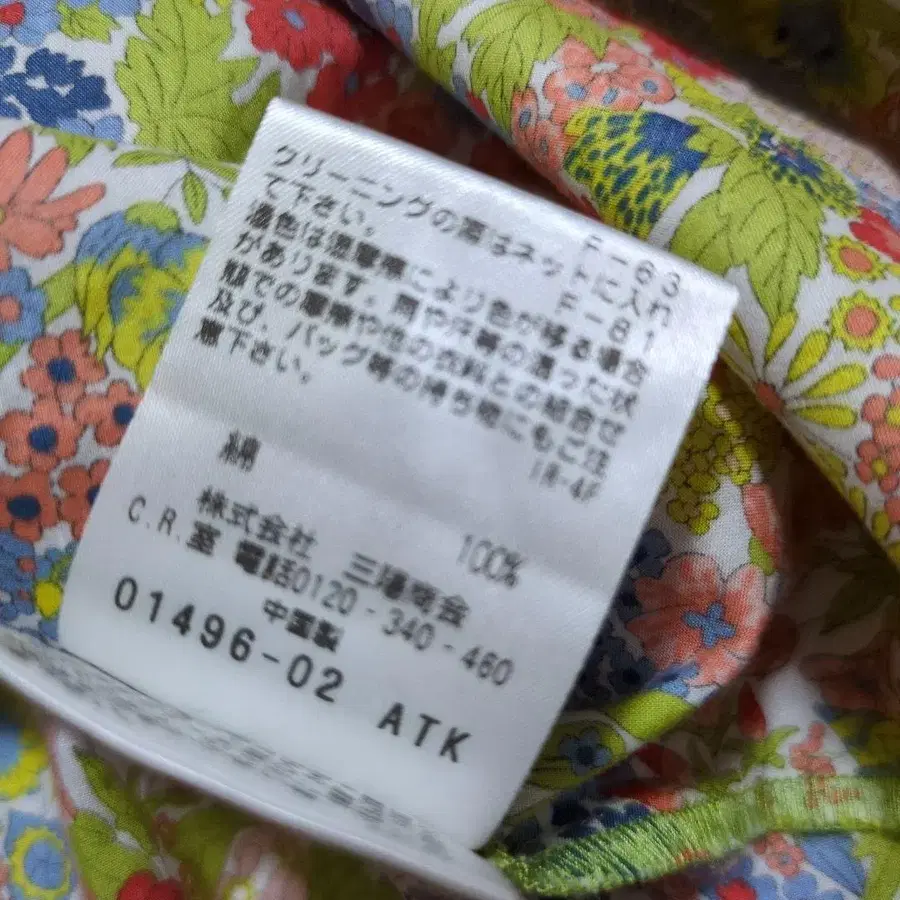 F-63
クリーニングの際はネットに入れ
て下さい。
F-81
濃色は湿摩擦により色が移る場合
があります。雨や汗等の湿った状
態での摩擦や他の衣料との組合せ
及び、バッグ等の持ち物にもご注
意下さい。
IR-4F
綿 100%
株式会社 三陽商会
C.R.室 電話0120-340-460
中国製
01496-02 ATK